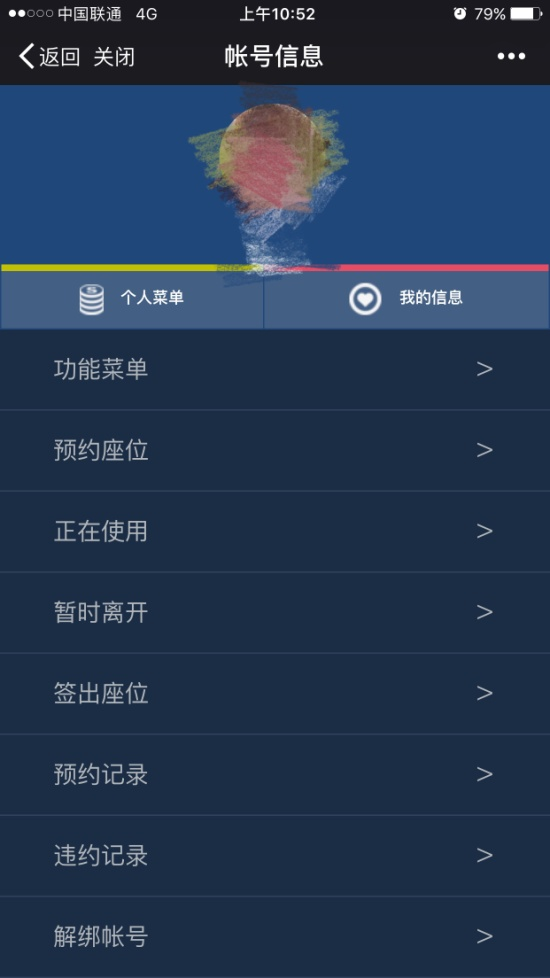 中国联通 4G 上午10:52 79%
返回 关闭 帐号信息
个人菜单 我的信息
功能菜单 >
预约座位 >
正在使用 >
暂时离开 >
签出座位 >
预约记录 >
违约记录 >
解绑帐号 >